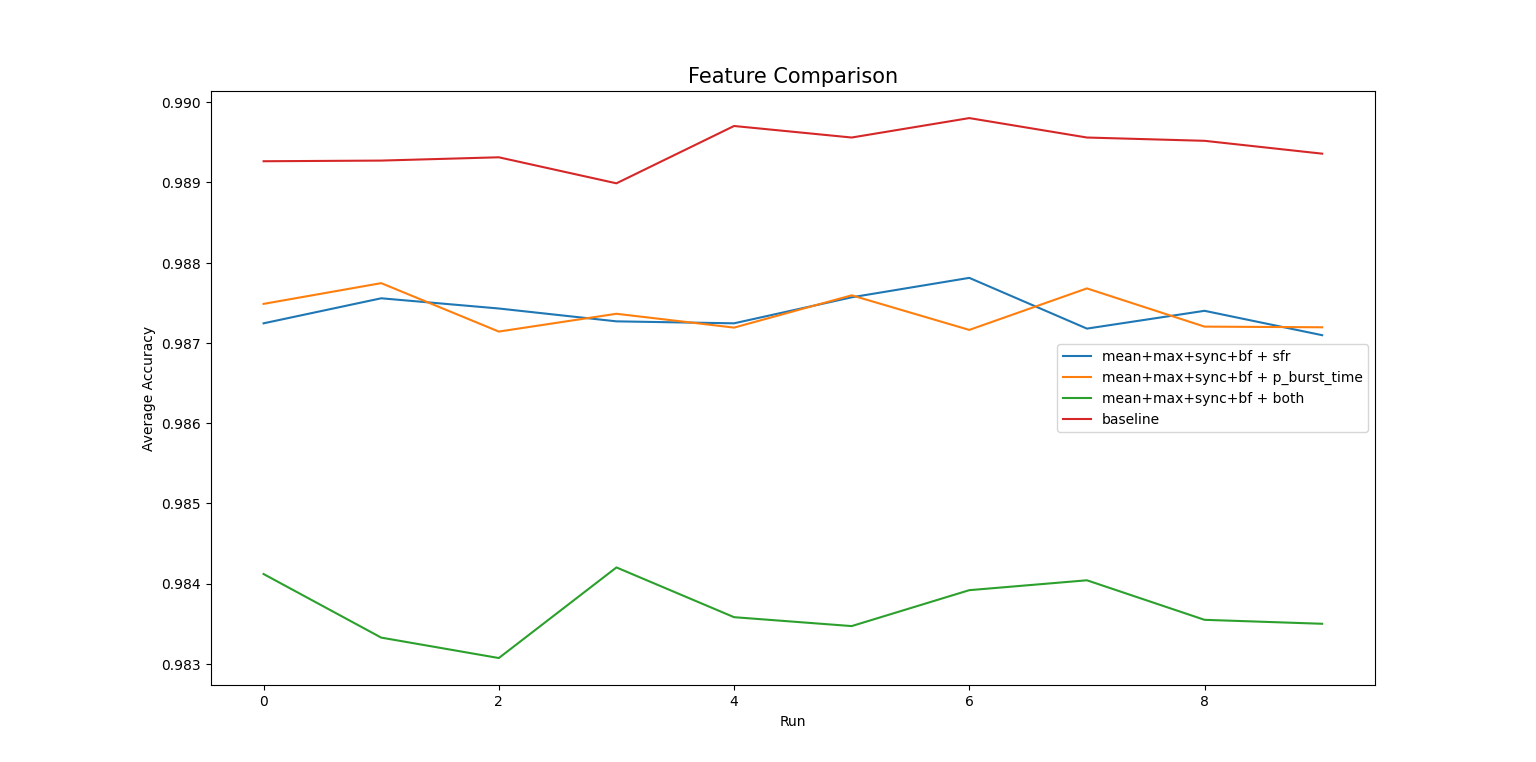 Feature Comparison
0.990
0.989
0.988
0.987
0.986
0.985
0.984
0.983
Average Accuracy
mean+max+sync+bf + sfr
mean+max+sync+bf + p_burst_time
mean+max+sync+bf + both
baseline
0 2 4 6 8
Run